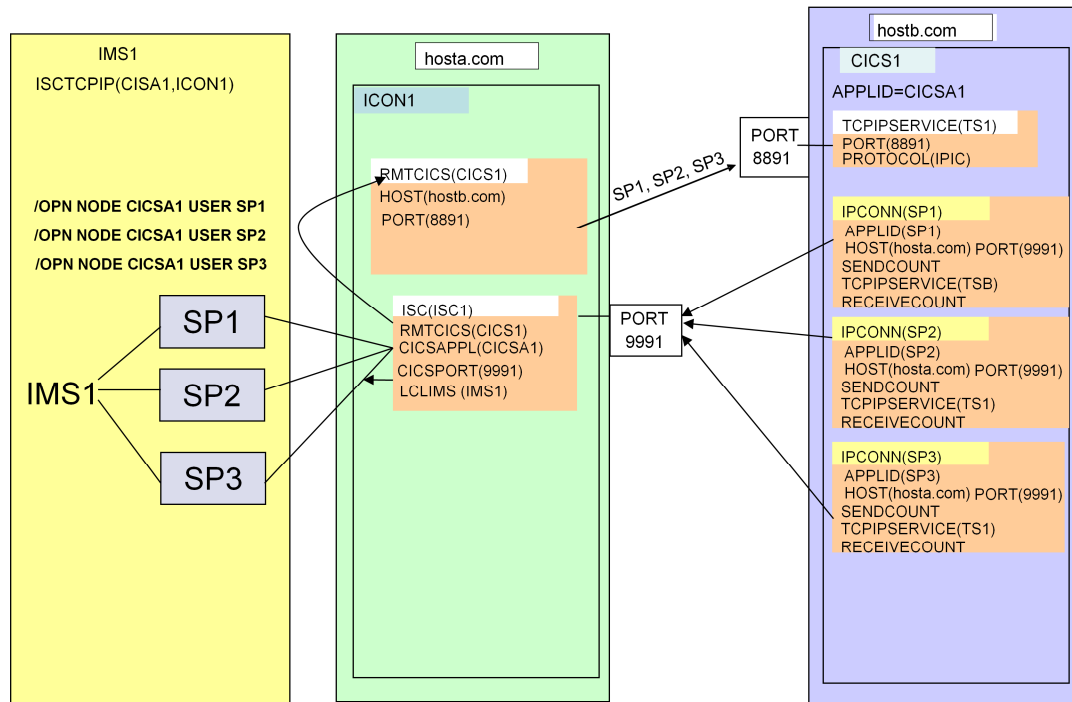 IMS1
ISCTCPIP(CISA1,ICON1)
/OPN NODE CICSA1 USER SP1
/OPN NODE CICSA1 USER SP2
/OPN NODE CICSA1 USER SP3
IMS1
SP1
SP2
SP3
hosta.com
ICON1
RMTCICS(CICS1)
HOST(hostb.com)
PORT(8891)
ISC(ISC1)
RMTCICS(CICS1)
CICSAPPL(CICSA1)
CICSPORT(9991)
LCLIMS (IMS1)
SP1, SP2, SP3
PORT
8891
PORT
9991
hostb.com
CICS1
APPLID=CICSA1
TCPIPSERVICE(TS1)
PORT(8891)
PROTOCOL(IPIC)
IPCONN(SP1)
APPLID(SP1)
HOST(hosta.com) PORT(9991)
SENDCOUNT
TCPIPSERVICE(TSB)
RECEIVECOUNT
IPCONN(SP2)
APPLID(SP2)
HOST(hosta.com) PORT(9991)
SENDCOUNT
TCPIPSERVICE(TS1)
RECEIVECOUNT
IPCONN(SP3)
APPLID(SP3)
HOST(hosta.com) PORT(9991)
SENDCOUNT
TCPIPSERVICE(TS1)
RECEIVECOUNT